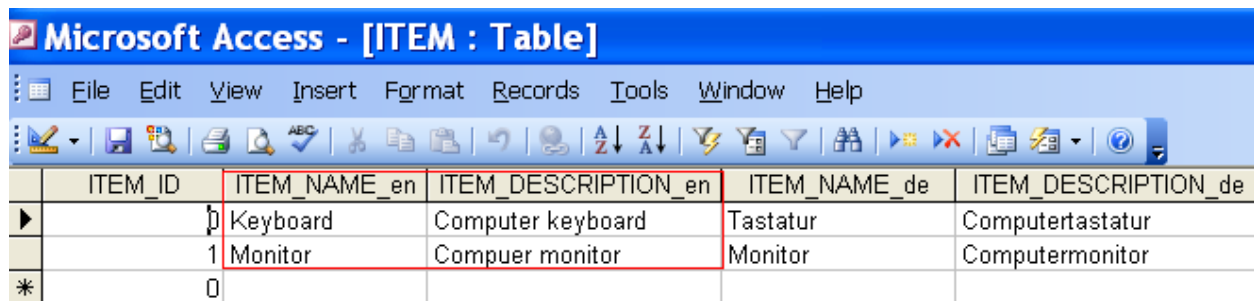 Microsoft Access - [ITEM : Table]
File Edit View Insert Format Records Tools Window Help
ABC A Z Z A
ITEM_ID ITEM_NAME_en ITEM_DESCRIPTION_en ITEM_NAME_de ITEM_DESCRIPTION_de
0 Keyboard Computer keyboard Tastatur Computertastatur
1 Monitor Compuer monitor Monitor Computermonitor
0